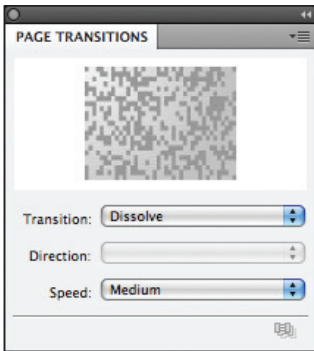 PAGE TRANSITIONS
Transition: Dissolve
Direction:
Speed: Medium